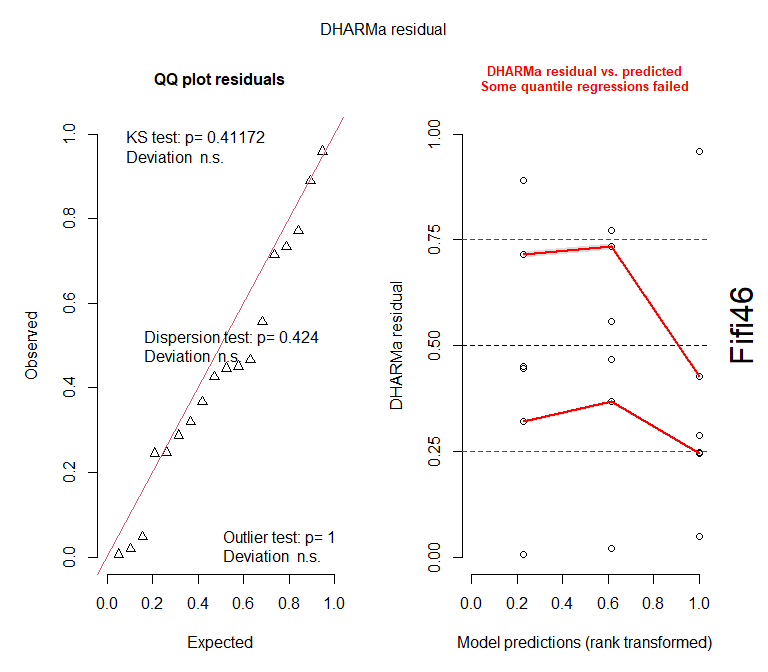 DHARMa residual
QQ plot residuals
KS test: p= 0.41172
Deviation n.s.
Dispersion test: p= 0.424
Deviation n.s.
Outlier test: p= 1
Deviation n.s.
Observed
0.0 0.2 0.4 0.6 0.8 1.0
0.0 0.2 0.4 0.6 0.8 1.0
Expected
DHARMa residual vs. predicted
Some quantile regressions failed
DHARMa residual
0.00 0.25 0.50 0.75 1.00
0.0 0.2 0.4 0.6 0.8 1.0
Model predictions (rank transformed)
Fifi46